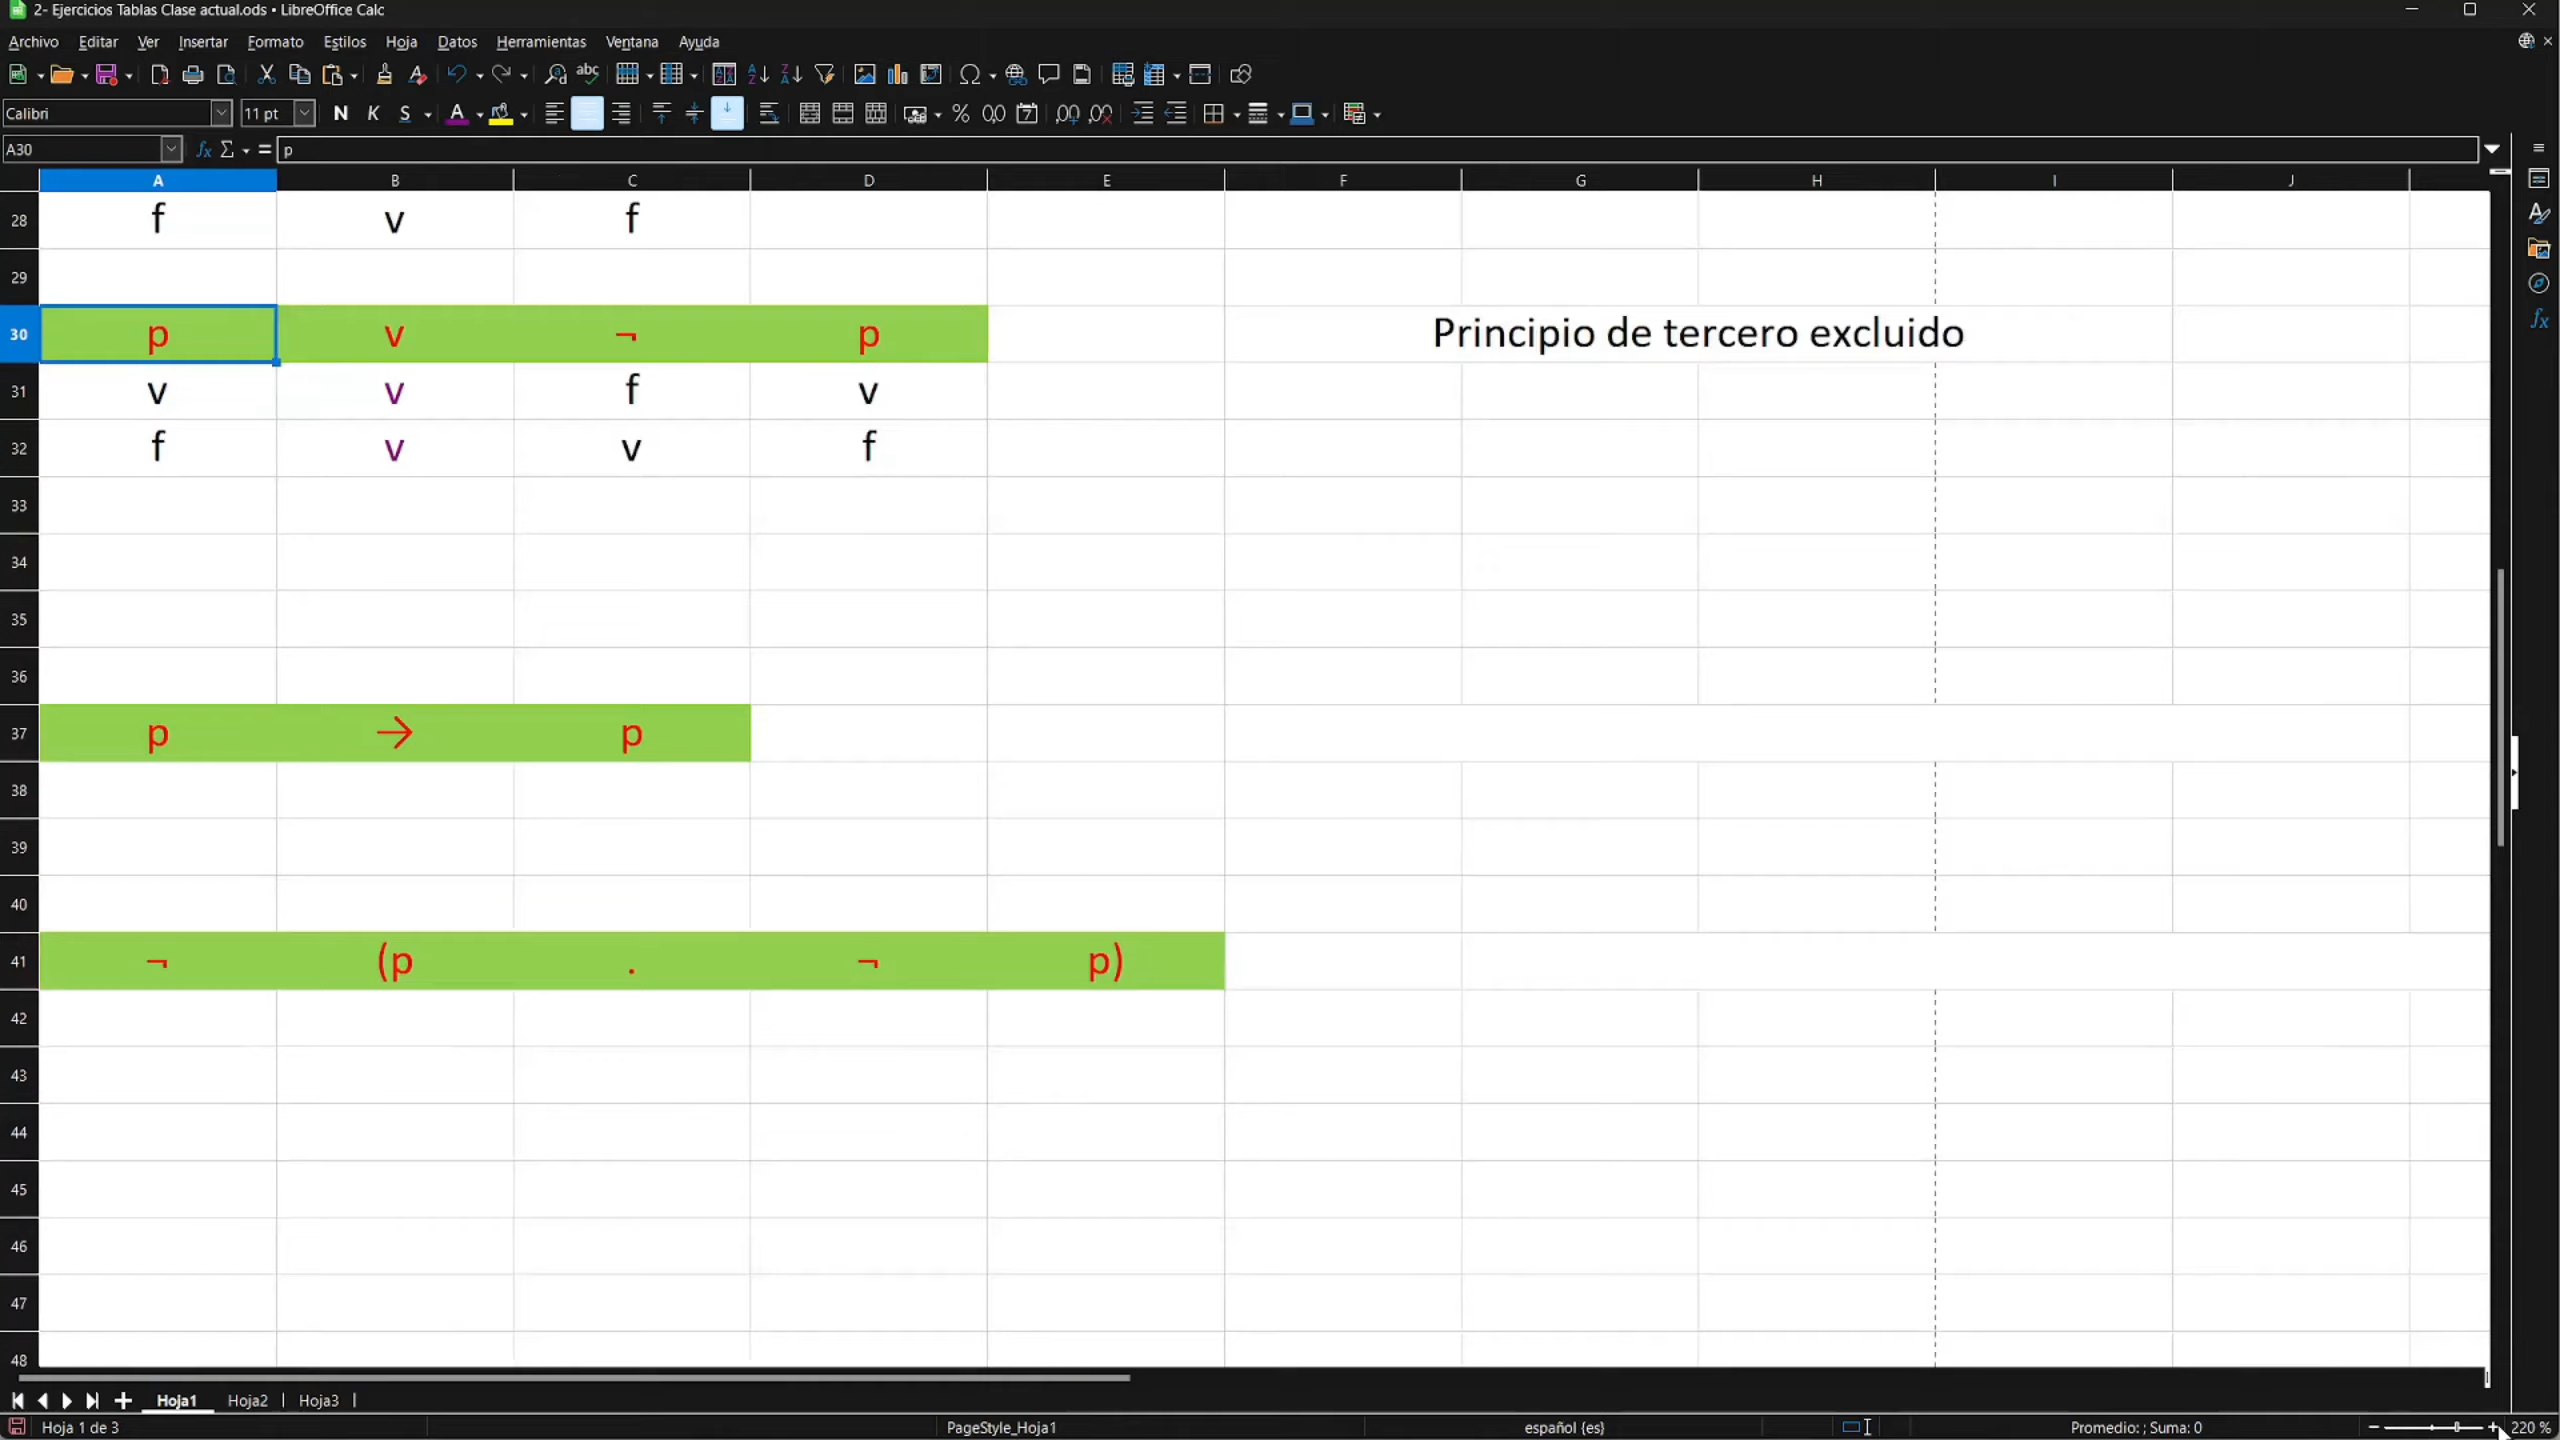 2- Ejercicios Tablas Clase actual.ods • LibreOffice Calc
Archivo Editar Ver Insertar Formato Estilos Hoja Datos Herramientas Ventana Ayuda
Calibri 11 pt N K S A
A30 fx Σ = p
A B C D E F G H I J
28 f v f
29
30 p v ¬ p Principio de tercero excluido
31 v v f v
32 f v v f
33
34
35
36
37 p → p
38
39
40
41 ¬ (p . ¬ p)
42
43
44
45
46
47
48
Hoja1 Hoja2 Hoja3
Hoja 1 de 3 PageStyle_Hoja1 español (es) Promedio: ; Suma: 0 220 %